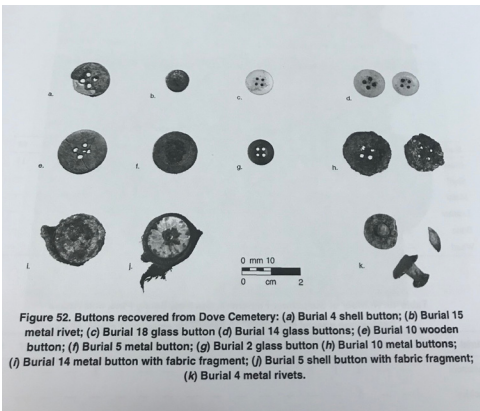 a.
b.
c.
d.
e.
f.
g.
h.
i.
j.
k.
0 mm 10
0 cm 2
Figure 52. Buttons recovered from Dove Cemetery: (a) Burial 4 shell button; (b) Burial 15
metal rivet; (c) Burial 18 glass button (d) Burial 14 glass buttons; (e) Burial 10 wooden
button; (f) Burial 5 metal button; (g) Burial 2 glass button (h) Burial 10 metal buttons;
(i) Burial 14 metal button with fabric fragment; (j) Burial 5 shell button with fabric fragment;
(k) Burial 4 metal rivets.